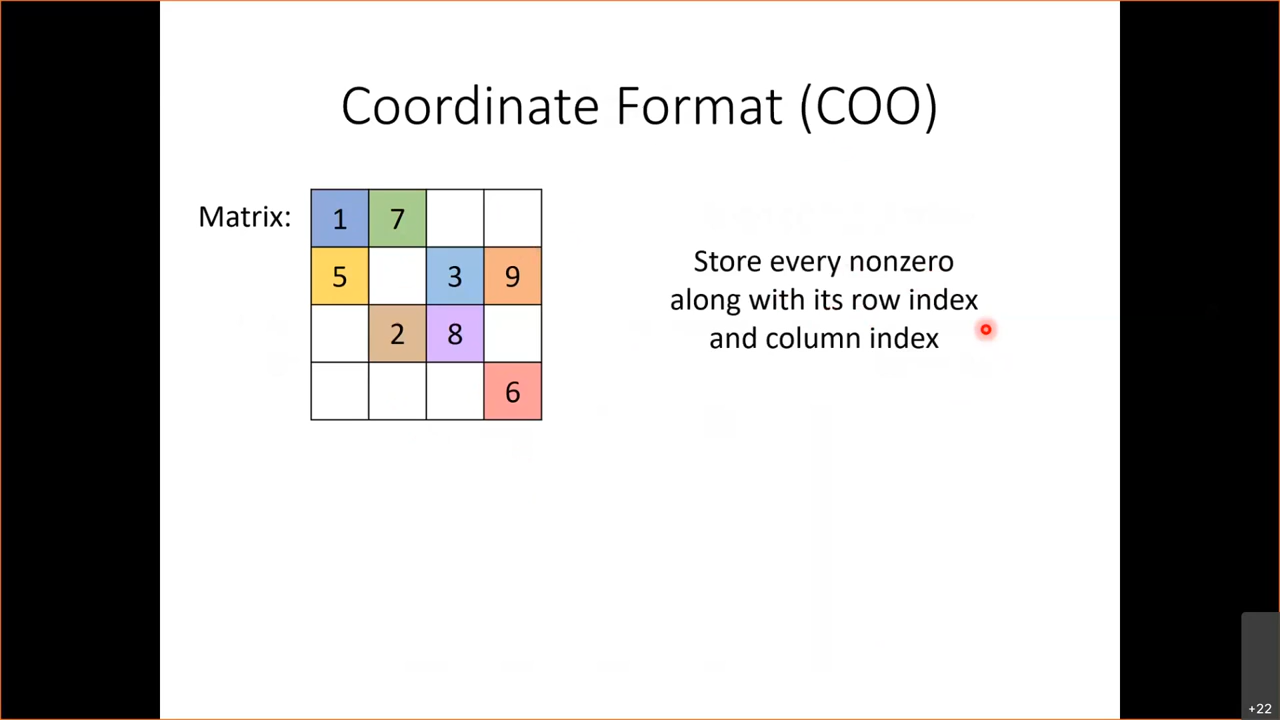 Coordinate Format (COO)
Matrix:
1 7
5 3 9
2 8
6
Store every nonzero
along with its row index
and column index
+22